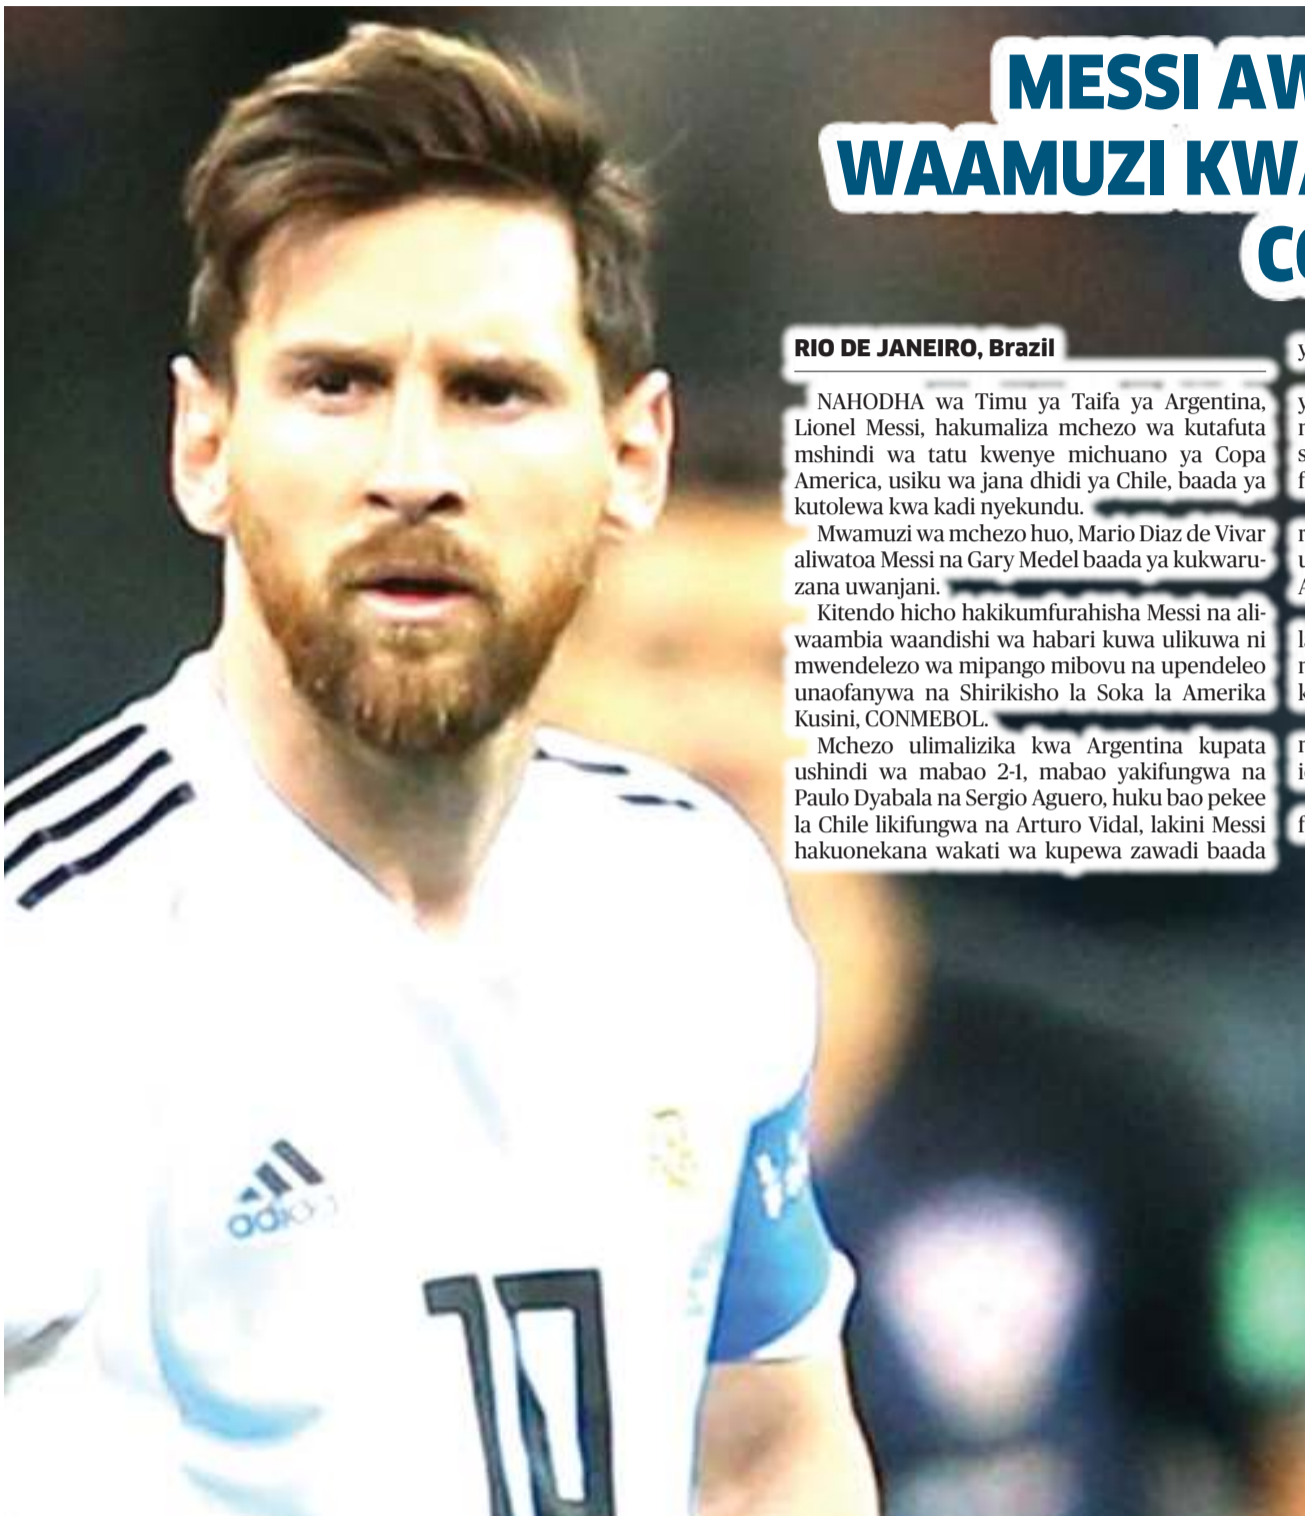 MESSI
WAAMUZI
RIO DE JANEIRO, Brazil
NAHODHA wa Timu ya Taifa ya Argentina,
Lionel Messi, hakumaliza mchezo wa kutafuta
mshindi wa tatu kwenye michuano ya Copa
America, usiku wa jana dhidi ya Chile, baada ya
kutolewa kwa kadi nyekundu.
Mwamuzi wa mchezo huo, Mario Diaz de Vivar
aliwatoa Messi na Gary Medel baada ya kukwaru-
zana uwanjani.
Kitendo hicho hakikumfurahisha Messi na ali-
waambia waandishi wa habari kuwa ulikuwa ni
mwendelezo wa mipango mibovu na upendeleo
unaofanywa na Shirikisho la Soka la Amerika
Kusini, CONMEBOL.
Mchezo ulimalizika kwa Argentina kupata
ushindi wa mabao 2-1, mabao yakifungwa na
Paulo Dyabala na Sergio Aguero, huku bao pekee
la Chile likifungwa na Arturo Vidal, lakini Messi
hakuonekana wakati wa kupewa zawadi baada
adidas
10